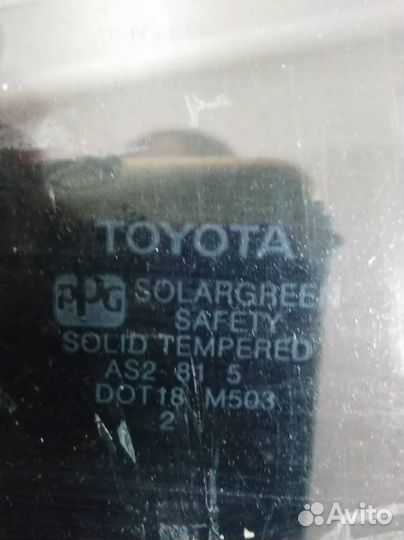 TOYOTA
PPG SOLARGREEN
SAFETY
SOLID TEMPERED
AS2 81 5
DOT18 M503
2
Avito